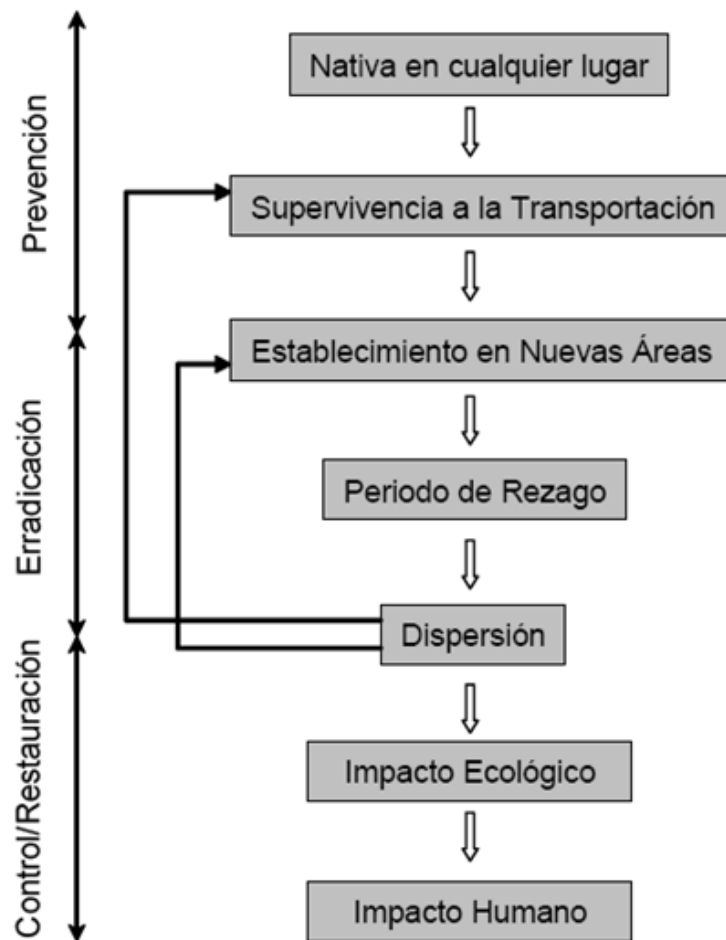 Nativa en cualquier lugar
Supervivencia a la Transportación
Establecimiento en Nuevas Áreas
Periodo de Rezago
Dispersión
Impacto Ecológico
Impacto Humano
Prevención
Erradicación
Control/Restauración